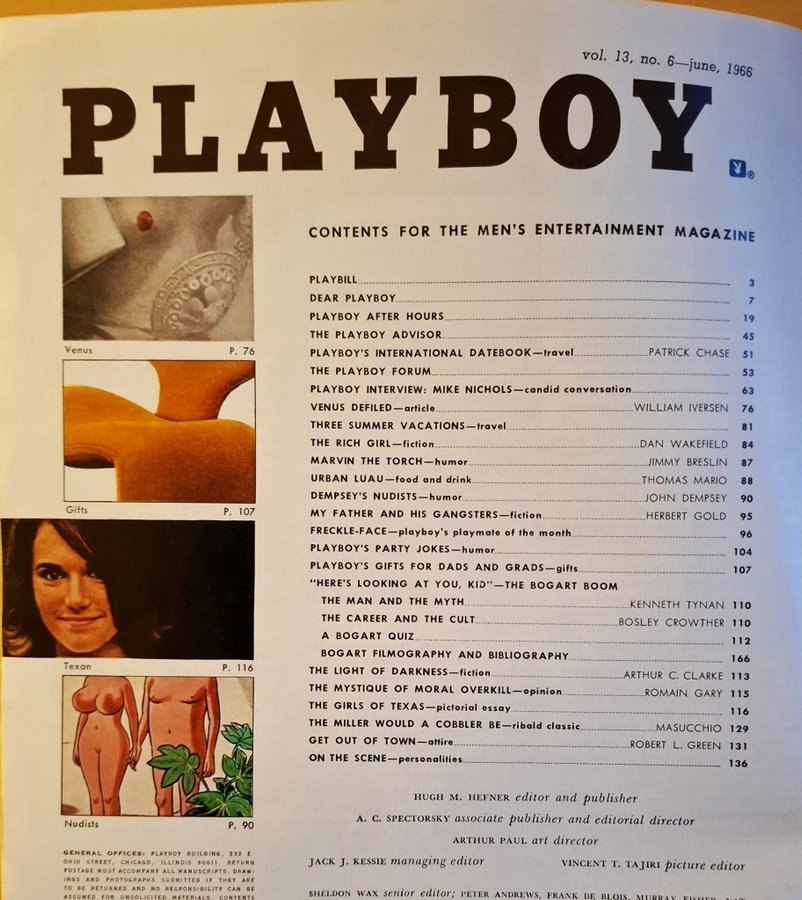 vol. 13, no. 6—june, 1966
PLAYBOY
®
CONTENTS FOR THE MEN'S ENTERTAINMENT MAGAZINE
PLAYBILL 3
DEAR PLAYBOY 7
PLAYBOY AFTER HOURS 19
THE PLAYBOY ADVISOR 45
PLAYBOY'S INTERNATIONAL DATEBOOK—travel PATRICK CHASE 51
THE PLAYBOY FORUM 53
PLAYBOY INTERVIEW: MIKE NICHOLS—candid conversation 63
VENUS DEFILED—article WILLIAM IVERSEN 76
THREE SUMMER VACATIONS—travel 81
THE RICH GIRL—fiction DAN WAKEFIELD 84
MARVIN THE TORCH—humor JIMMY BRESLIN 87
URBAN LUAU—food and drink THOMAS MARIO 88
DEMPSEY'S NUDISTS—humor JOHN DEMPSEY 90
MY FATHER AND HIS GANGSTERS—fiction HERBERT GOLD 95
FRECKLE-FACE—playboy's playmate of the month 96
PLAYBOY'S PARTY JOKES—humor 104
PLAYBOY'S GIFTS FOR DADS AND GRADS—gifts 107
"HERE'S LOOKING AT YOU, KID"—THE BOGART BOOM
THE MAN AND THE MYTH KENNETH TYNAN 110
THE CAREER AND THE CULT BOSLEY CROWTHER 110
A BOGART QUIZ 112
BOGART FILMOGRAPHY AND BIBLIOGRAPHY 166
THE LIGHT OF DARKNESS—fiction ARTHUR C. CLARKE 113
THE MYSTIQUE OF MORAL OVERKILL—opinion ROMAIN GARY 115
THE GIRLS OF TEXAS—pictorial essay 116
THE MILLER WOULD A COBBLER BE—ribald classic MASUCCHIO 129
GET OUT OF TOWN—attire ROBERT L. GREEN 131
ON THE SCENE—personalities 136
Venus P. 76
Gifts P. 107
Texan P. 116
Nudists P. 90
HUGH M. HEFNER editor and publisher
A. C. SPECTORSKY associate publisher and editorial director
ARTHUR PAUL art director
JACK J. KESSIE managing editor VINCENT T. TAJIRI picture editor
SHELDON WAX senior editor; PETER ANDREWS, FRANK DE BLOIS, MURRAY FISHER, NAT
GENERAL OFFICES: PLAYBOY BUILDING, 232 E.
OHIO STREET, CHICAGO, ILLINOIS 60611. RETURN
POSTAGE MUST ACCOMPANY ALL MANUSCRIPTS, DRAW-
INGS AND PHOTOGRAPHS SUBMITTED IF THEY ARE
TO BE RETURNED AND NO RESPONSIBILITY CAN BE
ASSUMED FOR UNSOLICITED MATERIALS. CONTENTS